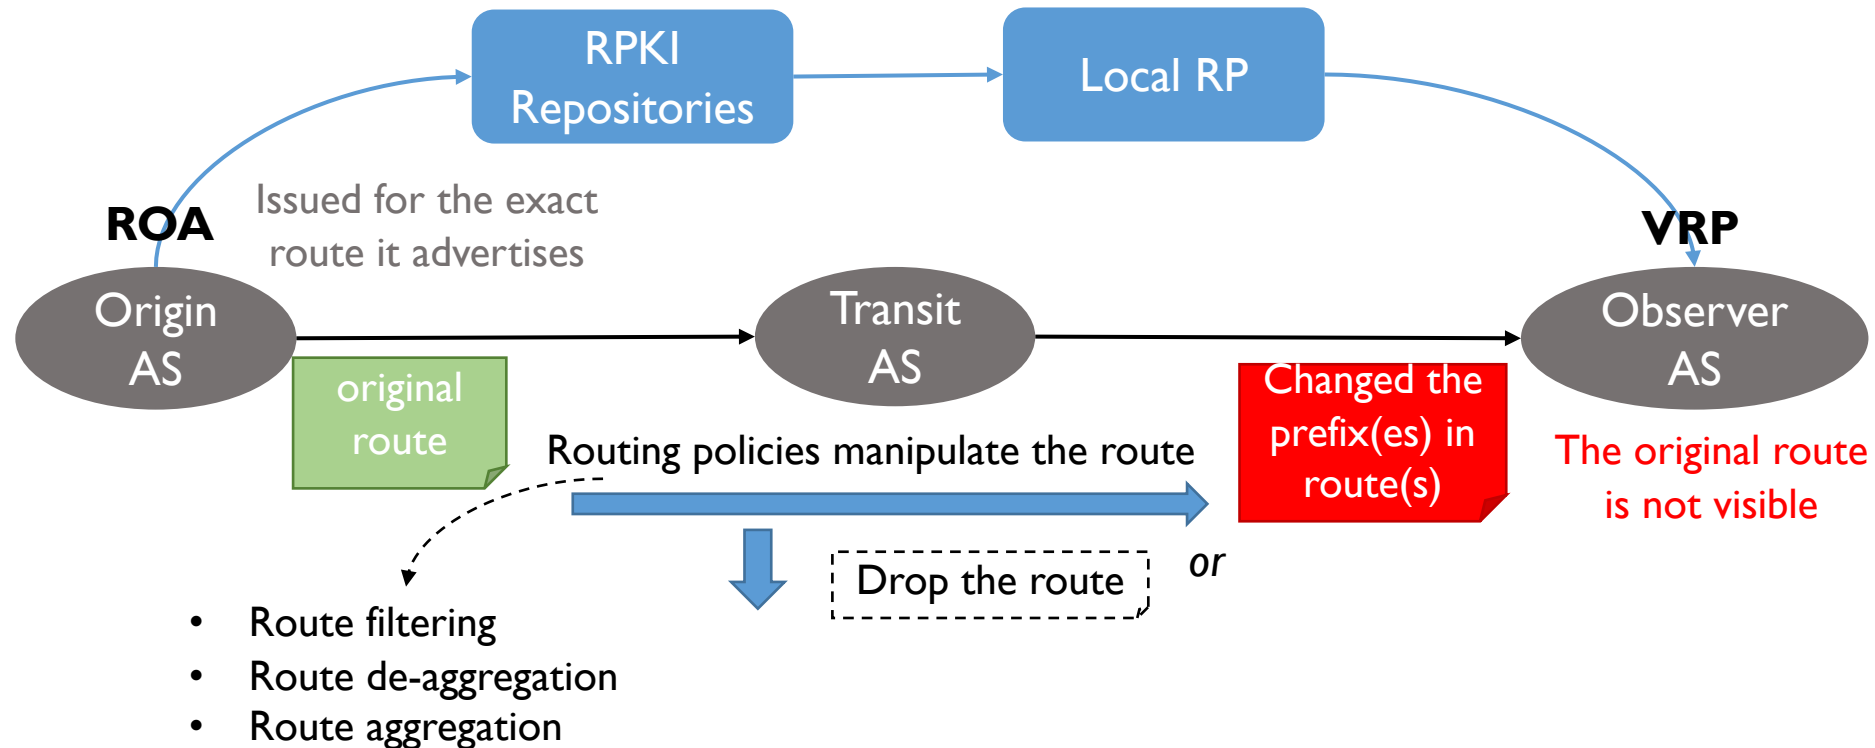 RPKI
Repositories
Local RP
ROA
Issued for the exact
route it advertises
VRP
Origin
AS
Transit
AS
Observer
AS
original
route
Routing policies manipulate the route
Changed the
prefix(es) in
route(s)
The original route
is not visible
Drop the route
or
• Route filtering
• Route de-aggregation
• Route aggregation